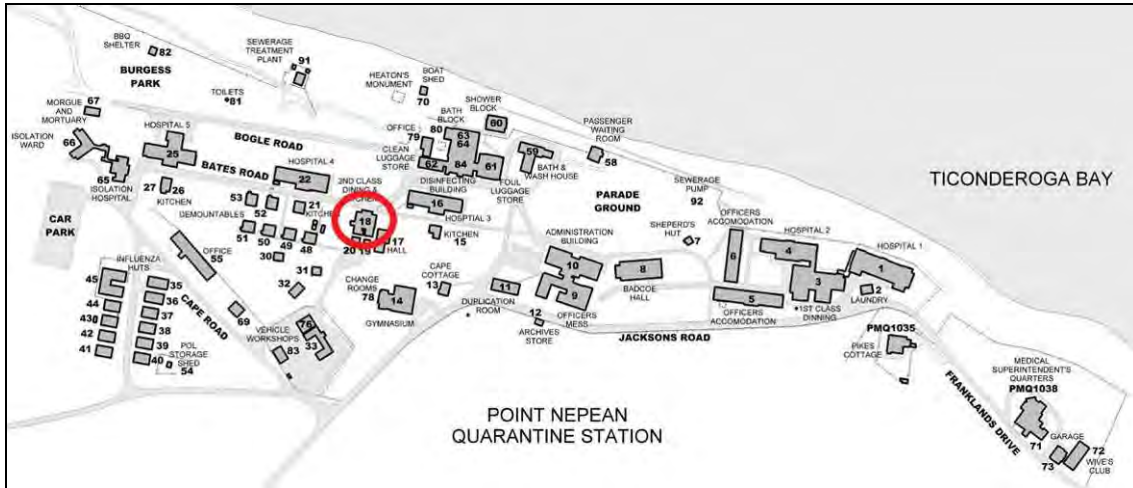 BBQ
SHELTER
82
BURGESS
PARK
SEWERAGE
TREATMENT
PLANT
91
TOILETS
81
HEATON'S
MONUMENT
BOAT
SHED
70
SHOWER
BLOCK
60
BATH
BLOCK
80
63
64
OFFICE
79
CLEAN
LUGGAGE
STORE
62
84
61
59
BATH &
WASH HOUSE
FOUL
LUGGAGE
STORE
PASSENGER
WAITING
ROOM
58
MORGUE
AND
MORTUARY
67
ISOLATION
WARD
66
65
ISOLATION
HOSPITAL
HOSPITAL 5
25
BOGLE ROAD
BATES ROAD
HOSPITAL 4
22
27
26
KITCHEN
2ND CLASS
DINING &
18
DISINFECTING
BUILDING
16
HOSPTIAL 3
KITCHEN
15
17
HALL
20
19
DEMOUNTABLES
53
52
21
KITCHEN
51
50
49
48
30
31
32
CAR
PARK
OFFICE
55
INFLUENZA
HUTS
45
44
43
42
41
35
36
37
38
39
40
POL
STORAGE
SHED
54
CAPE ROAD
69
VEHICLE
WORKSHOPS
76
33
83
CHANGE
ROOMS
78
14
GYMNASIUM
CAPE
COTTAGE
13
11
DUPLICATION
ROOM
ADMINISTRATION
BUILDING
10
9
OFFICERS
MESS
12
ARCHIVES
STORE
8
BADCOE
HALL
PARADE
GROUND
SEWERAGE
PUMP
92
SHEPERD'S
HUT
7
OFFICERS
ACCOMODATION
6
5
OFFICERS
ACCOMODATION
HOSPITAL 2
4
3
1ST CLASS
DINNING
HOSPITAL 1
1
2
LAUNDRY
JACKSONS ROAD
TICONDEROGA BAY
PMQ1035
PIKES
COTTAGE
FRANKLANDS DRIVE
MEDICAL
SUPERINTENDENT'S
QUARTERS
PMQ1038
71
GARAGE
73
72
WIVE'S
CLUB
POINT NEPEAN
QUARANTINE STATION